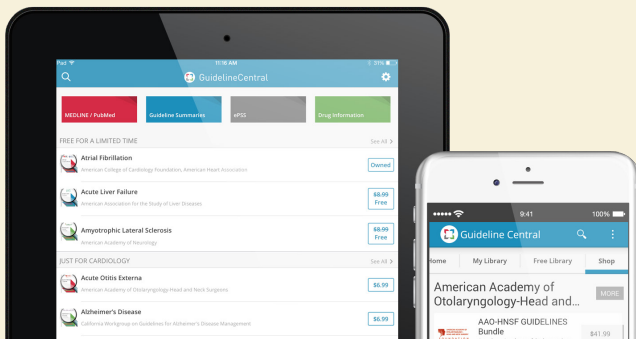 Pad 11:16 AM 31%
GuidelineCentral
MEDLINE / PubMed Guideline Summaries ePSS Drug Information
FREE FOR A LIMITED TIME See All >
Atrial Fibrillation
American College of Cardiology Foundation, American Heart Association
Owned
Acute Liver Failure
American Association for the Study of Liver Diseases
$8.99
Free
Amyotrophic Lateral Sclerosis
American Academy of Neurology
$8.99
Free
JUST FOR CARDIOLOGY See All >
Acute Otitis Externa
American Academy of Otolaryngology-Head and Neck Surgeons
$6.99
Alzheimer's Disease
California Workgroup on Guidelines for Alzheimer's Disease Management
$6.99
9:41 100%
Guideline Central
Home My Library Free Library Shop
American Academy of
Otolaryngology-Head and...
MORE
AAO-HNSF GUIDELINES
Bundle
$41.99